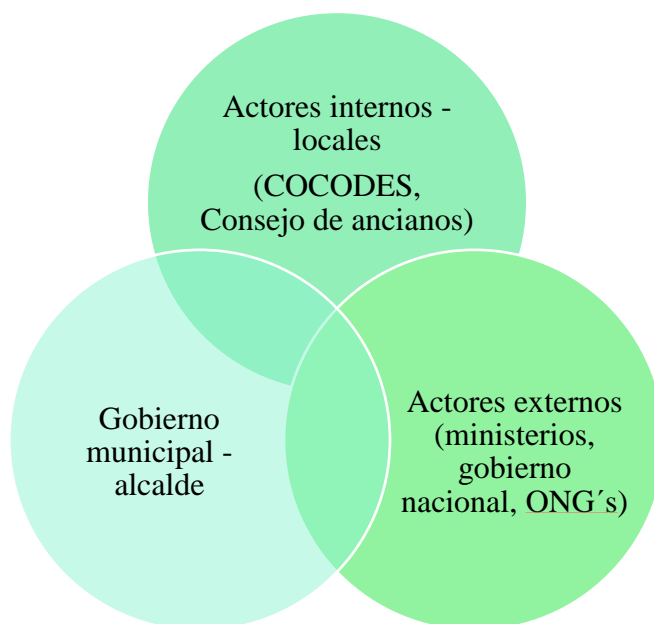 Actores internos -
locales
(COCODES,
Consejo de ancianos)
Gobierno
municipal -
alcalde
Actores externos
(ministerios,
gobierno
nacional, ONG´s)